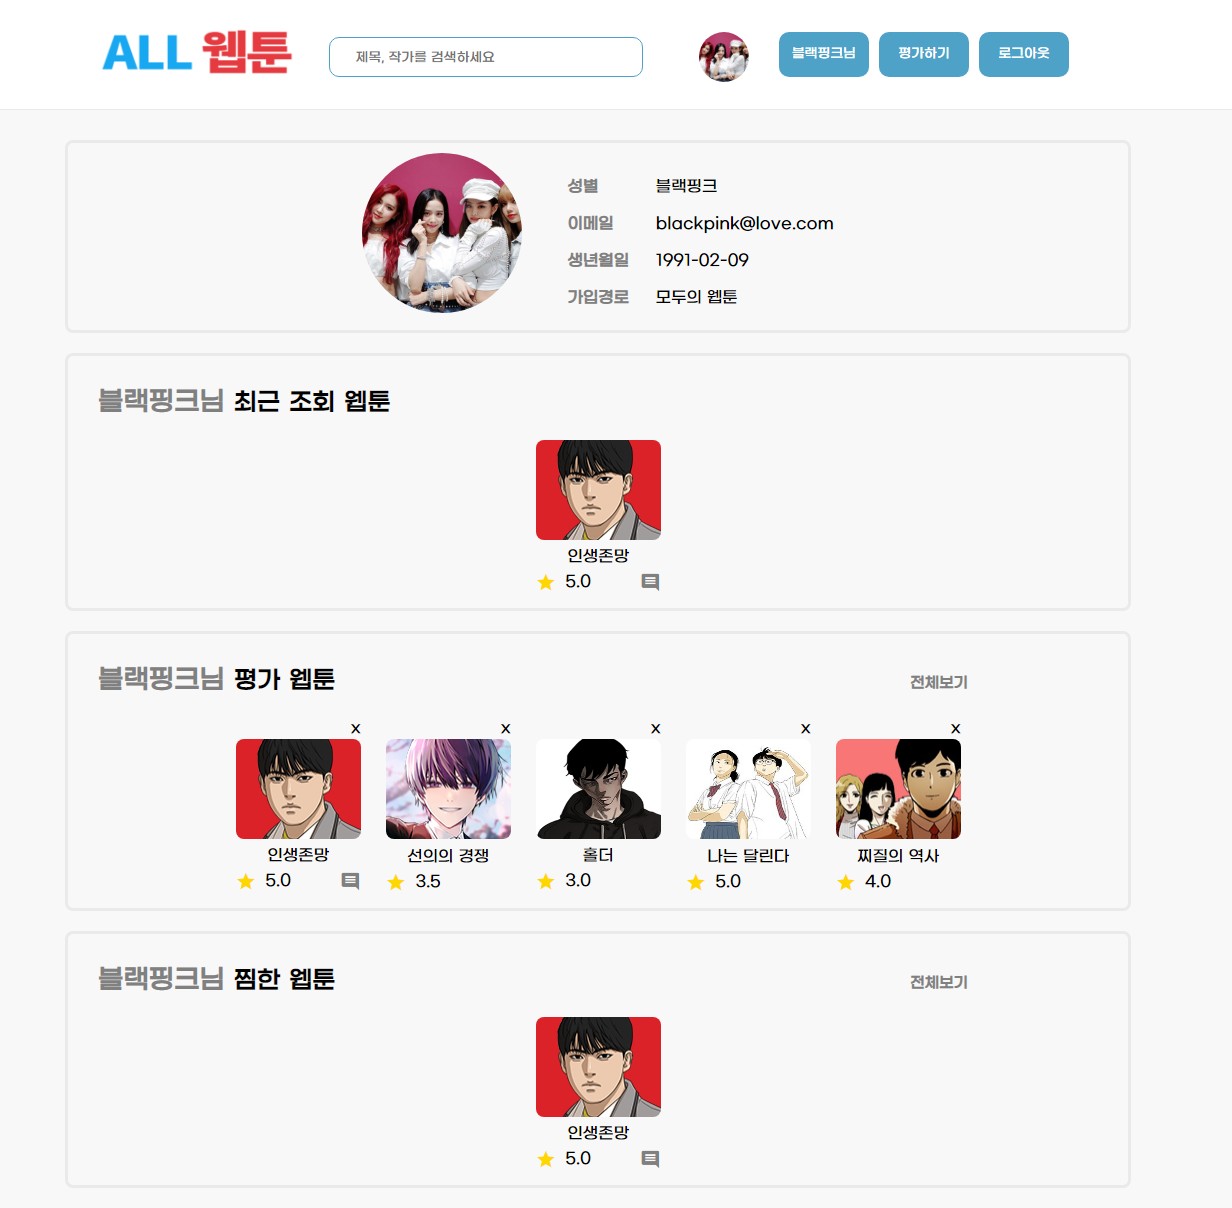 ALL 웹툰
제목, 작가를 검색하세요
블랙핑크님
평가하기
로그아웃
성별 블랙핑크
이메일 blackpink@love.com
생년월일 1991-02-09
가입경로 모두의 웹툰
블랙핑크님 최근 조회 웹툰
인생존망
5.0
블랙핑크님 평가 웹툰
전체보기
x x x x x
인생존망 선의의 경쟁 홀더 나는 달린다 찌질의 역사
5.0 3.5 3.0 5.0 4.0
블랙핑크님 찜한 웹툰
전체보기
인생존망
5.0